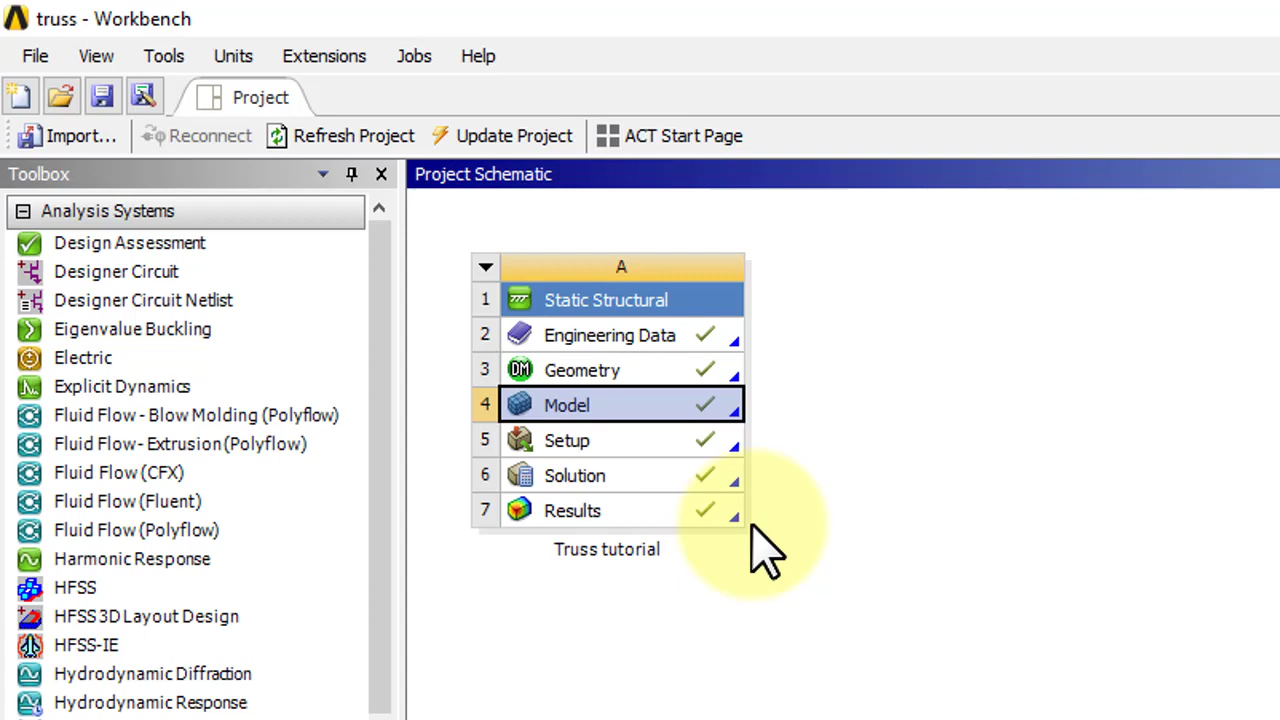 truss - Workbench
File View Tools Units Extensions Jobs Help
Project
Import... Reconnect Refresh Project Update Project ACT Start Page
Toolbox
Analysis Systems
Design Assessment
Designer Circuit
Designer Circuit Netlist
Eigenvalue Buckling
Electric
Explicit Dynamics
Fluid Flow - Blow Molding (Polyflow)
Fluid Flow- Extrusion (Polyflow)
Fluid Flow (CFX)
Fluid Flow (Fluent)
Fluid Flow (Polyflow)
Harmonic Response
HFSS
HFSS 3D Layout Design
HFSS-IE
Hydrodynamic Diffraction
Hydrodynamic Response
Project Schematic
A
1 Static Structural
2 Engineering Data
3 DM Geometry
4 Model
5 Setup
6 Solution
7 Results
Truss tutorial